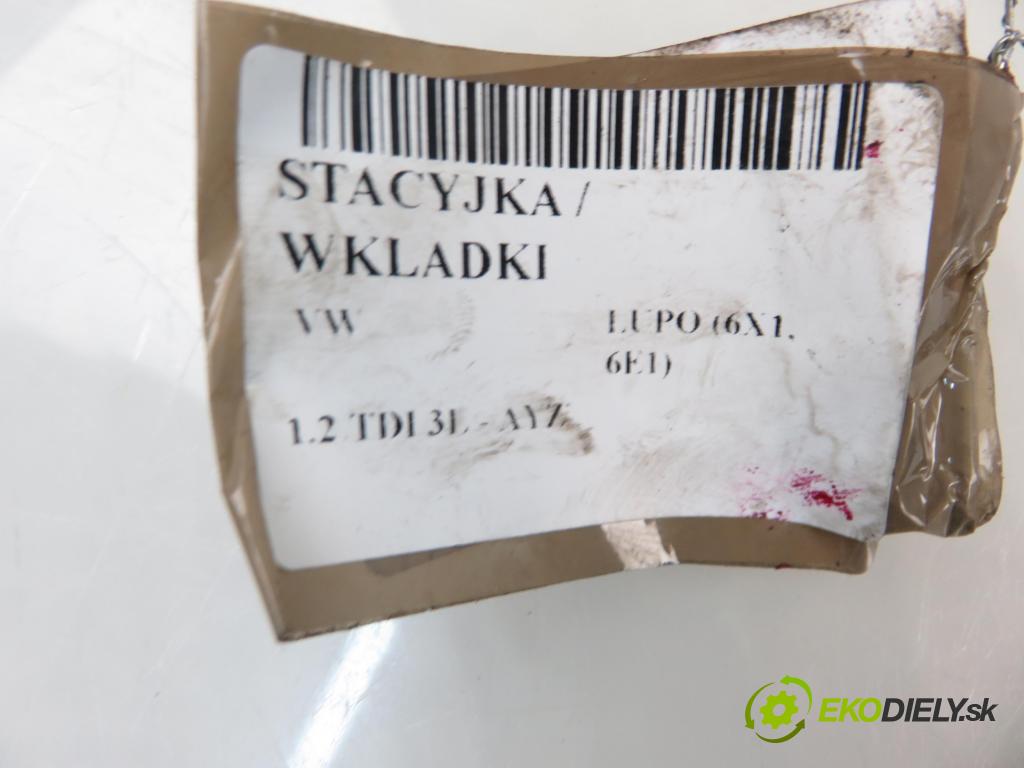 STACYJKA /
WKLADKI
VW
LUPO (6X1,
6E1)
1.2 TDI 3L - AYZ
EKODIELY.sk